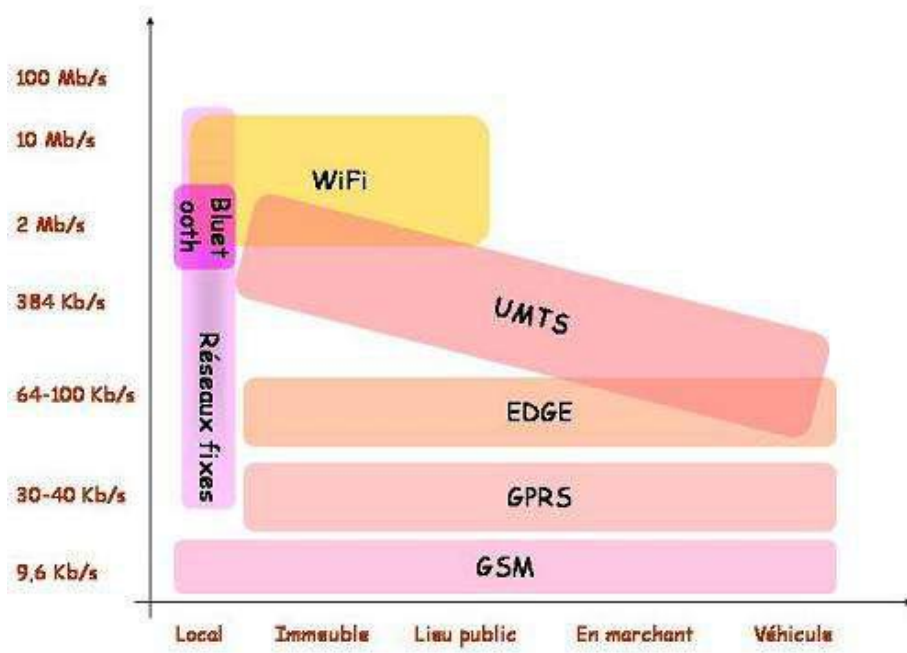 100 Mb/s
10 Mb/s
WiFi
Bluet
ooth
2 Mb/s
384 Kb/s
UMTS
Réseaux fixes
64-100 Kb/s
EDGE
30-40 Kb/s
GPRS
9,6 Kb/s
GSM
Local Immeuble Lieu public En marchant Véhicule